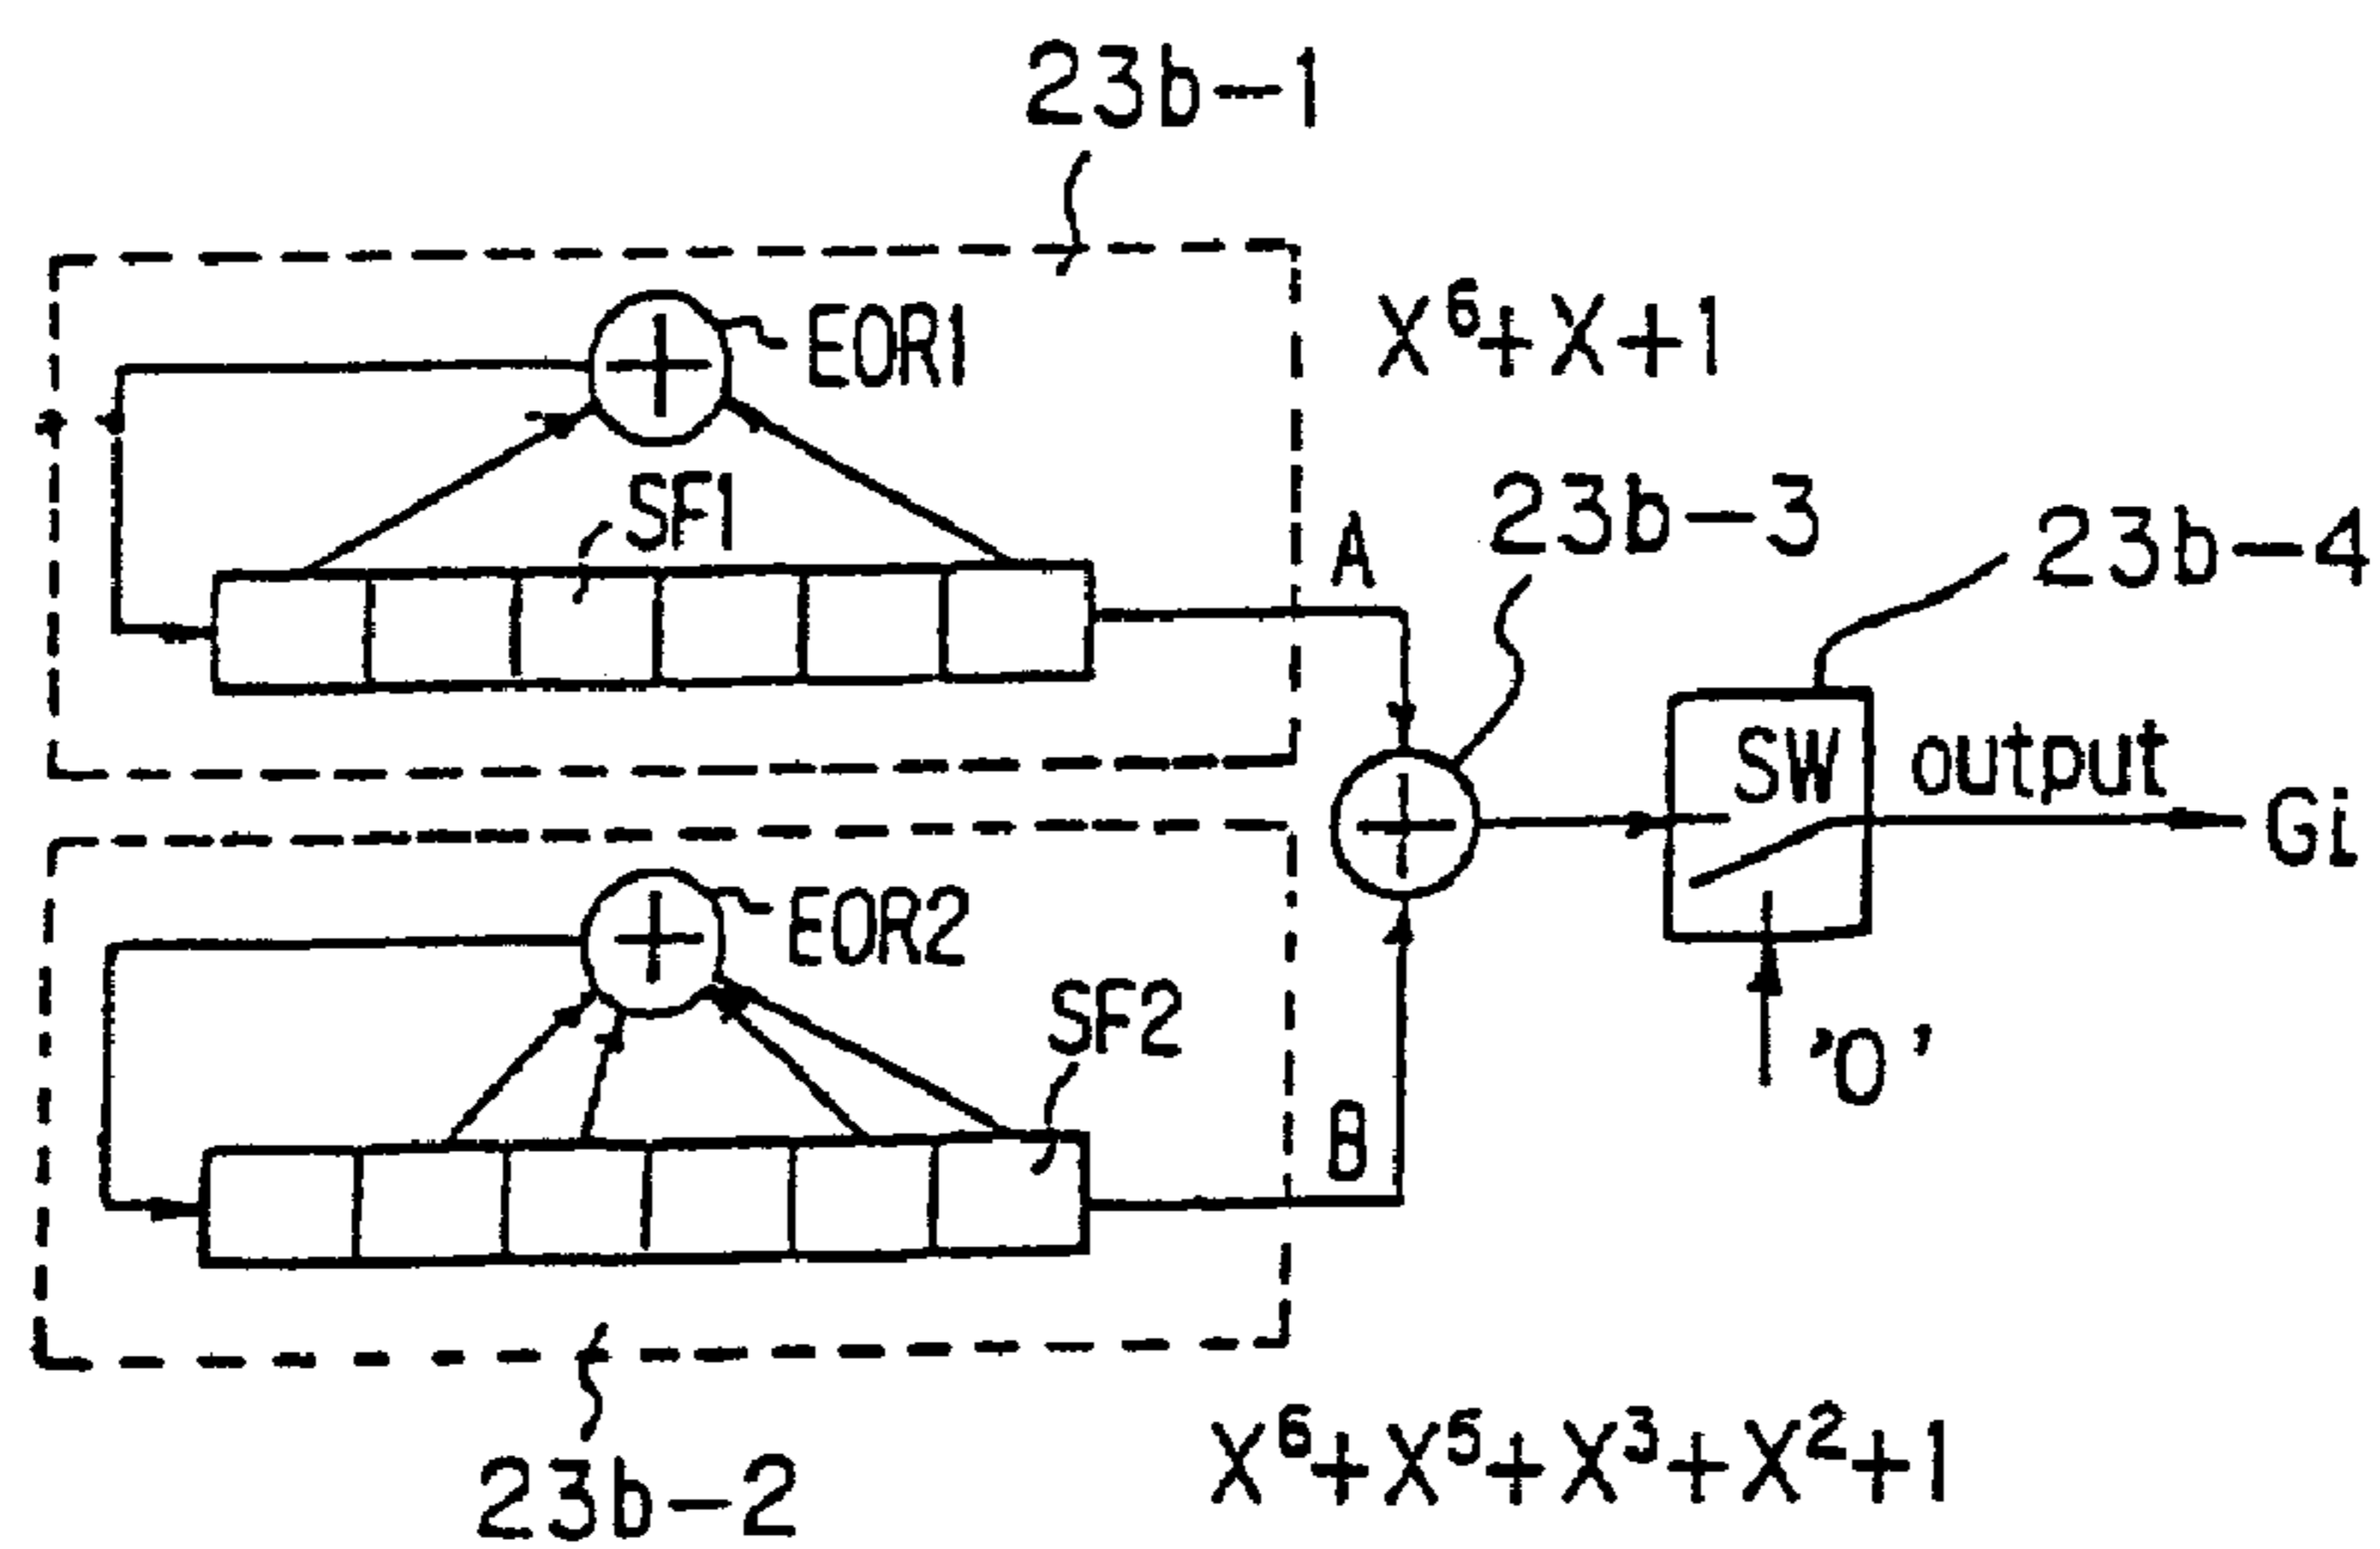 23b-1
EOR1
X⁶+X+1
SF1
A
23b-3
23b-4
SW
output
Gi
EOR2
SF2
'0'
B
23b-2
X⁶+X⁵+X³+X²+1